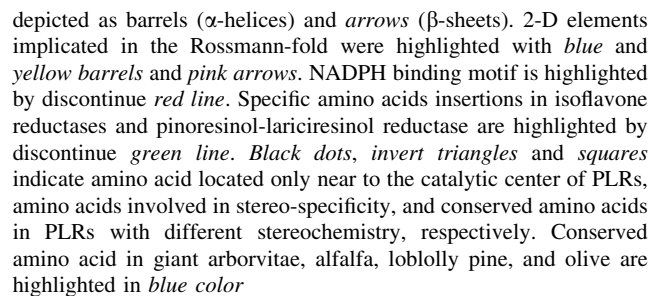 depicted as barrels (α-helices) and arrows (β-sheets). 2-D elements
implicated in the Rossmann-fold were highlighted with blue and
yellow barrels and pink arrows. NADPH binding motif is highlighted
by discontinue red line. Specific amino acids insertions in isoflavone
reductases and pinoresinol-lariciresinol reductase are highlighted by
discontinue green line. Black dots, invert triangles and squares
indicate amino acid located only near to the catalytic center of PLRs,
amino acids involved in stereo-specificity, and conserved amino acids
in PLRs with different stereochemistry, respectively. Conserved
amino acid in giant arborvitae, alfalfa, loblolly pine, and olive are
highlighted in blue color